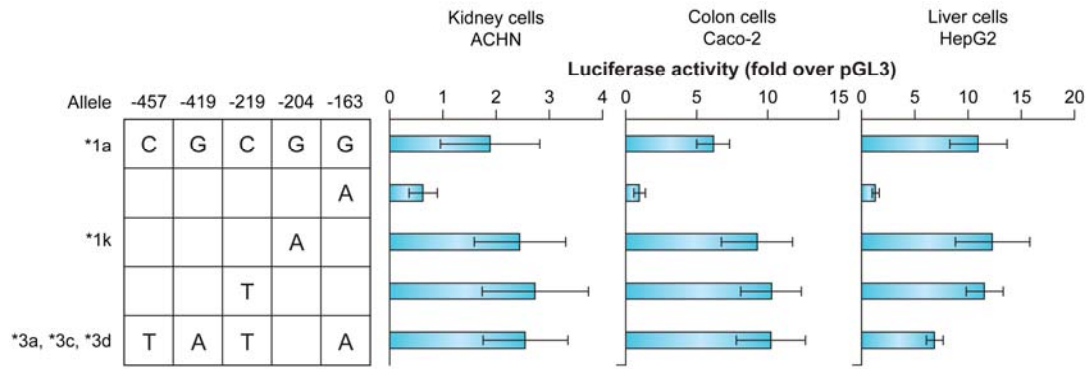 Kidney cells
ACHN
Colon cells
Caco-2
Liver cells
HepG2
Luciferase activity (fold over pGL3)
Allele -457 -419 -219 -204 -163
0 1 2 3 4
0 5 10 15
0 5 10 15 20
*1a C G C G G
A
*1k A
T
*3a, *3c, *3d T A T A